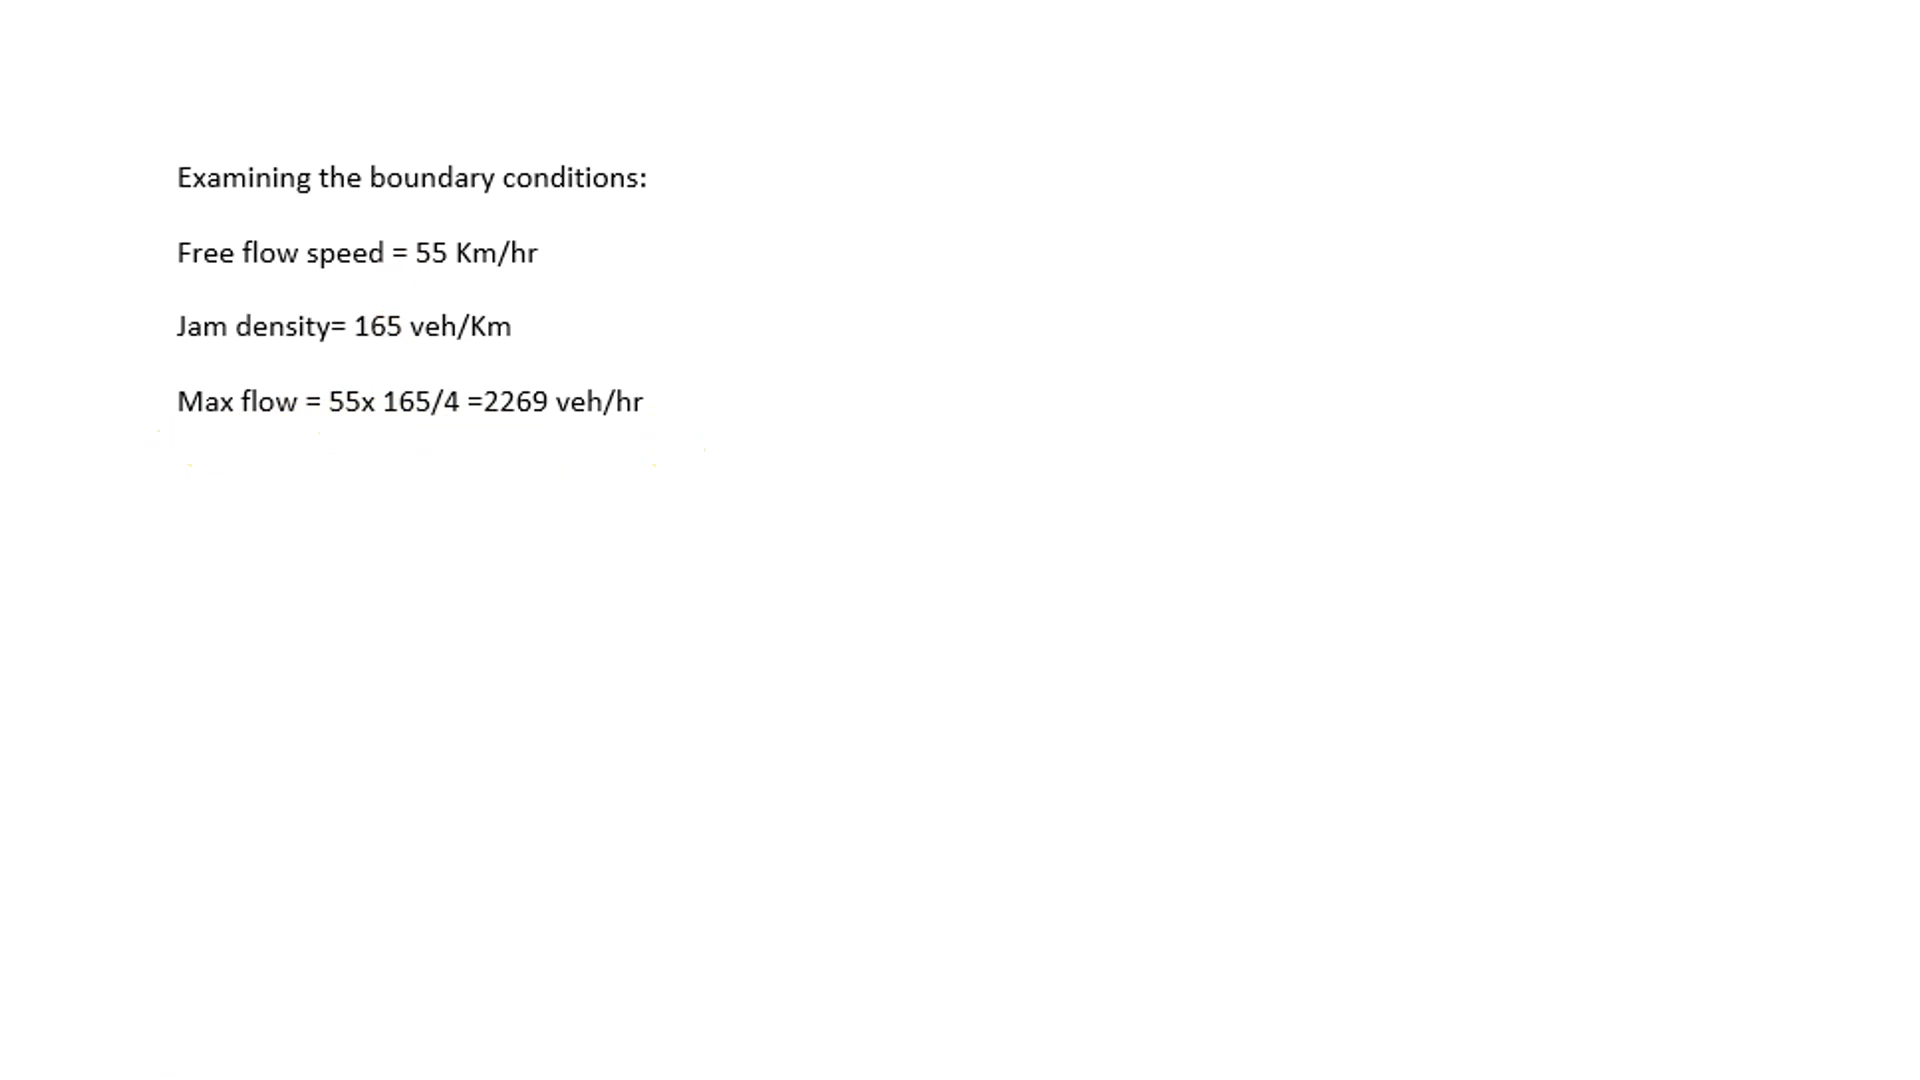 Examining the boundary conditions:
Free flow speed = 55 Km/hr
Jam density= 165 veh/Km
Max flow = 55x 165/4 =2269 veh/hr